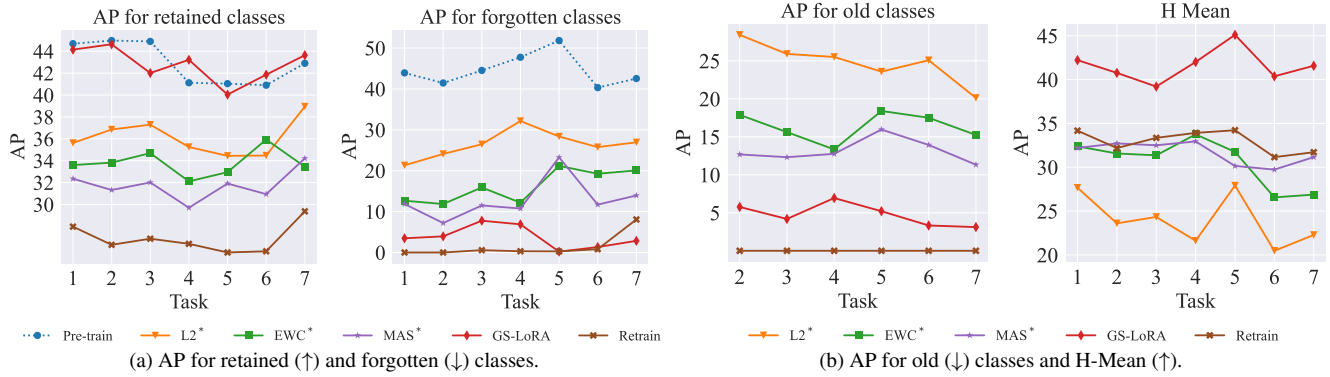 AP for retained classes
AP
44
42
40
38
36
34
32
30
1 2 3 4 5 6 7
Task
AP for forgotten classes
AP
50
40
30
20
10
0
1 2 3 4 5 6 7
Task
Pre-train L2* EWC* MAS* GS-LoRA Retrain
(a) AP for retained (↑) and forgotten (↓) classes.
AP for old classes
AP
25
20
15
10
5
2 3 4 5 6 7
Task
H Mean
45
40
35
30
25
20
1 2 3 4 5 6 7
Task
L2* EWC* MAS* GS-LoRA Retrain
(b) AP for old (↓) classes and H-Mean (↑).